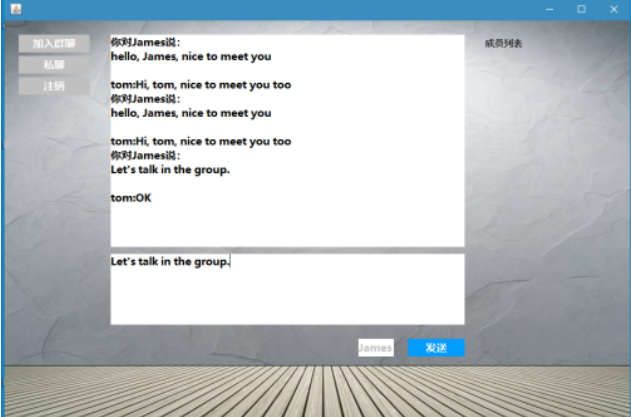 加入群聊
私聊
注销
你对James说：
hello, James, nice to meet you
tom:Hi, tom, nice to meet you too
你对James说：
hello, James, nice to meet you
tom:Hi, tom, nice to meet you too
你对James说：
Let's talk in the group.
tom:OK
成员列表
Let's talk in the group.
James
发送